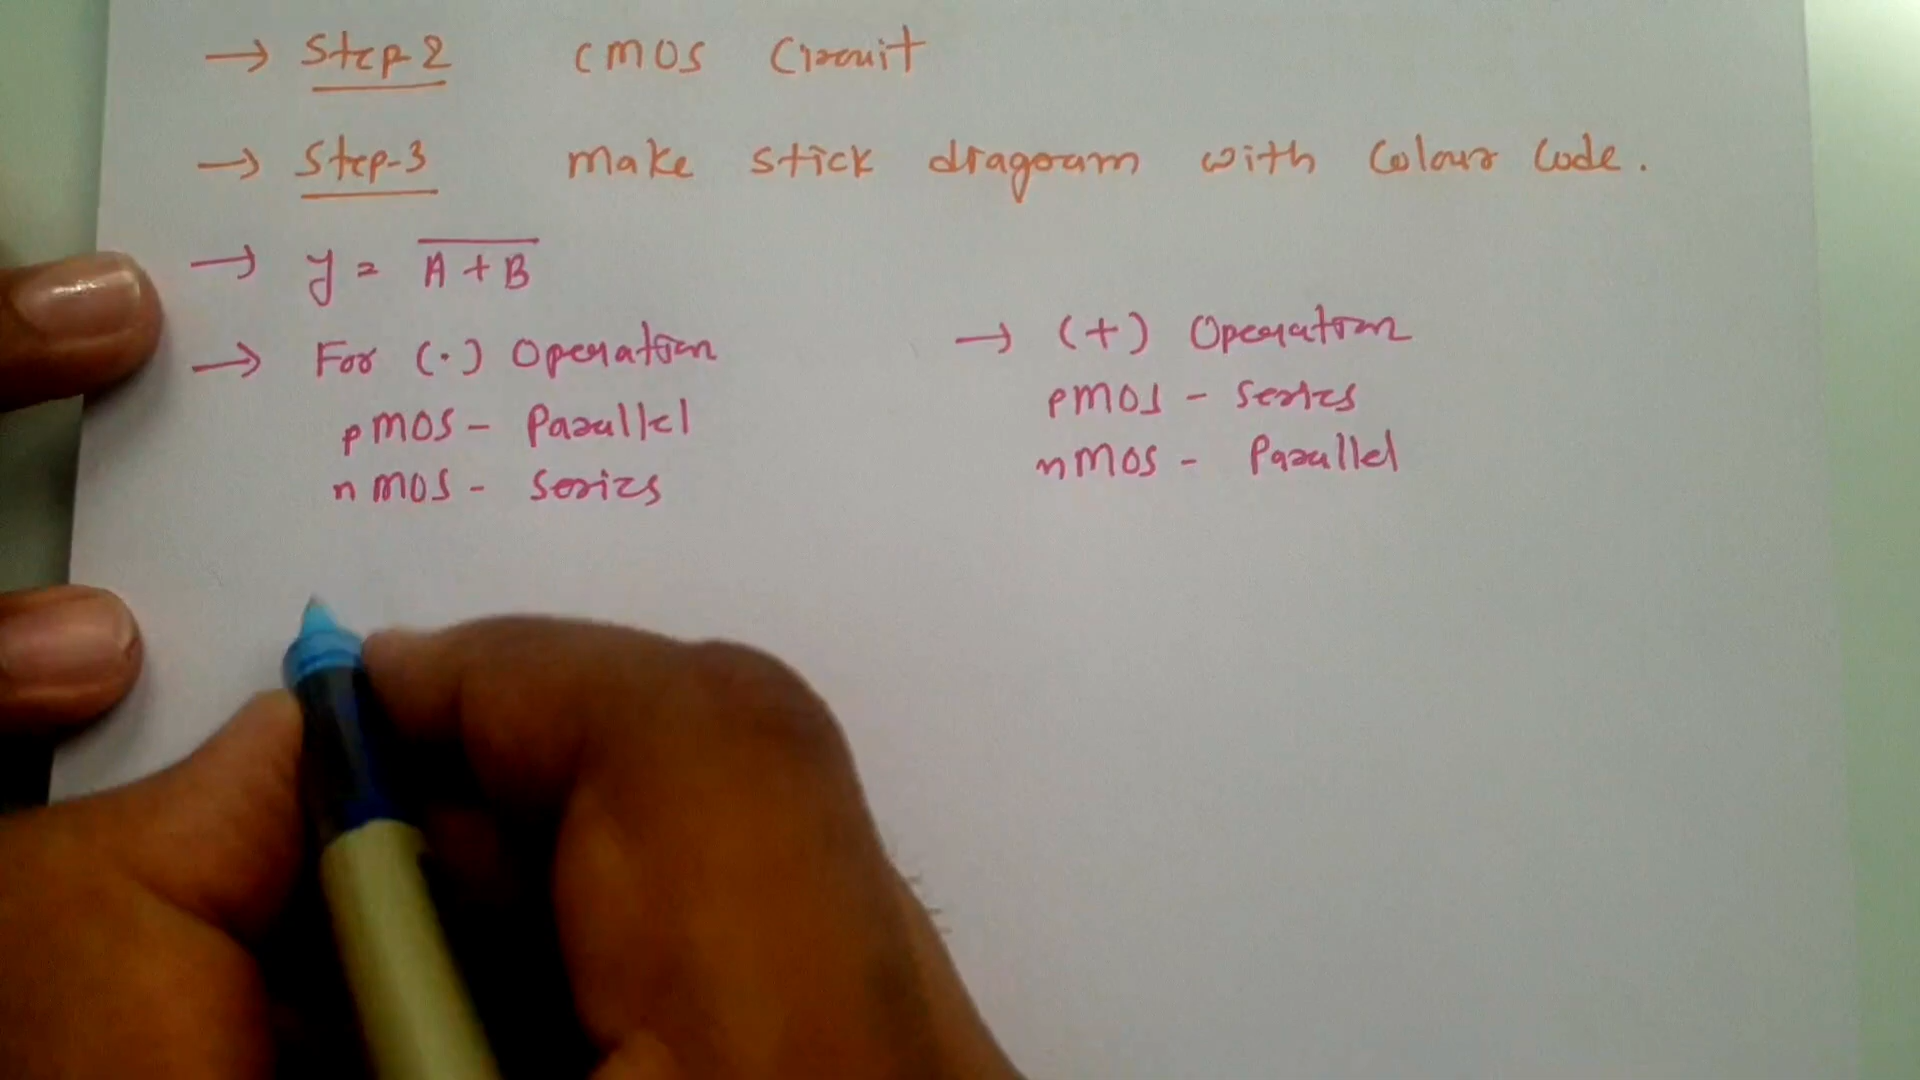 → Step-2 CMOS Circuit
→ Step-3 make stick diagram with Colour Code.
→ y = \overline{A + B}
→ For (·) Operation
pMOS - Parallel
nMOS - Series
→ (+) Operation
pMOS - Series
nMOS - Parallel